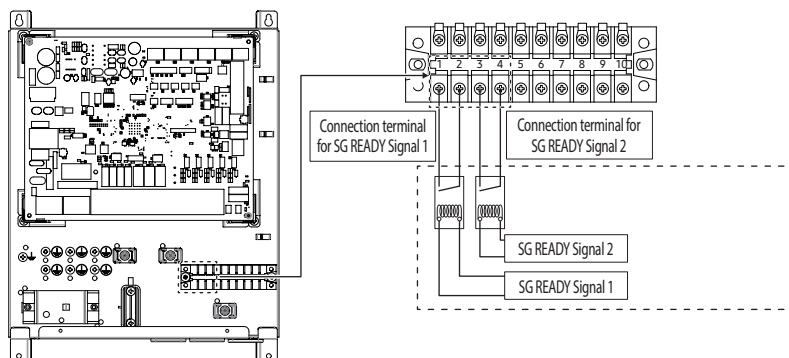 1 2 3 4 5 6 7 8 9 1
Connection terminal
for SG READY Signal 1
Connection terminal for
SG READY Signal 2
SG READY Signal 2
SG READY Signal 1